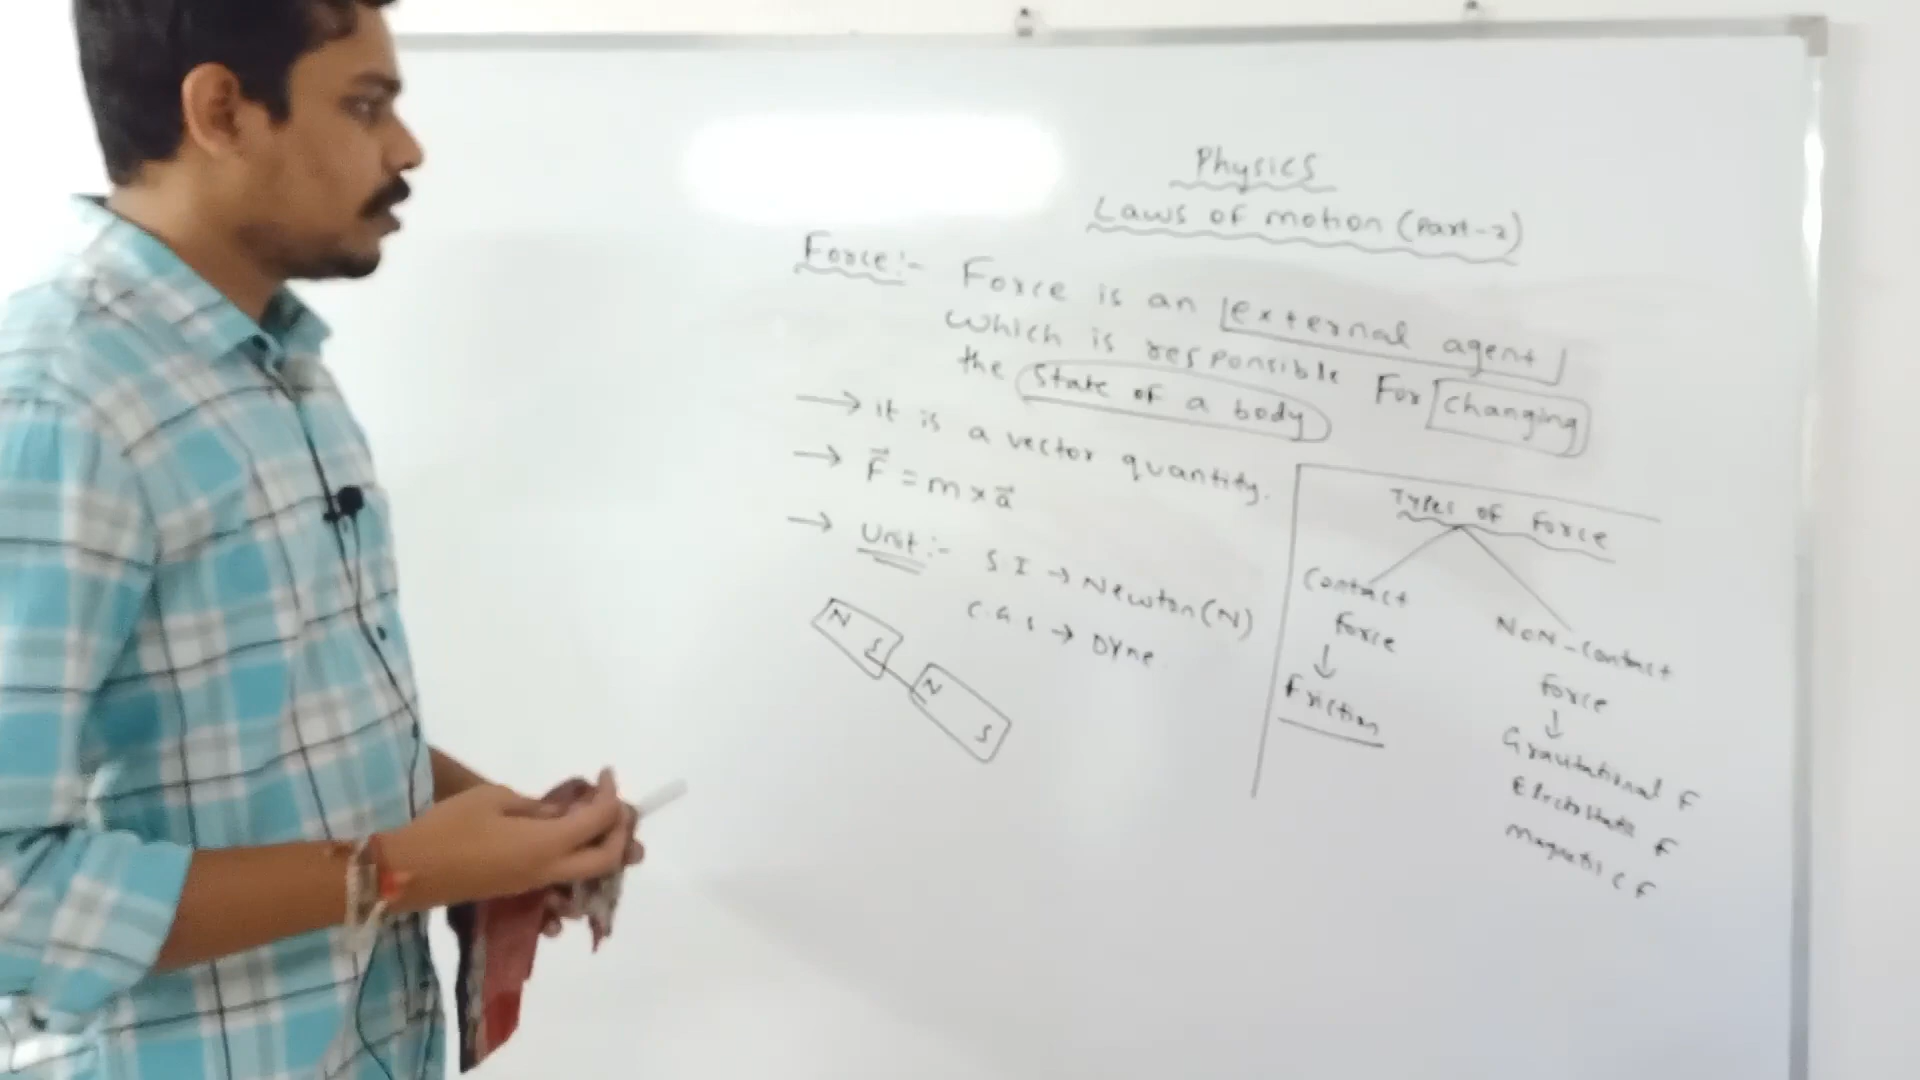 Physics
Laws of motion (Part-2)
Force:- Force is an external agent
which is responsible For changing
the state of a body
→ it is a vector quantity.
→ F⃗ = m × a⃗
→ Unit:- S.I → Newton(N)
C.G.S → Dyne.
N S
N S
Types of Force
Contact
Force
↓
Friction
NON-Contact
Force
↓
Gravitational F
Electostatic F
Magnetic F